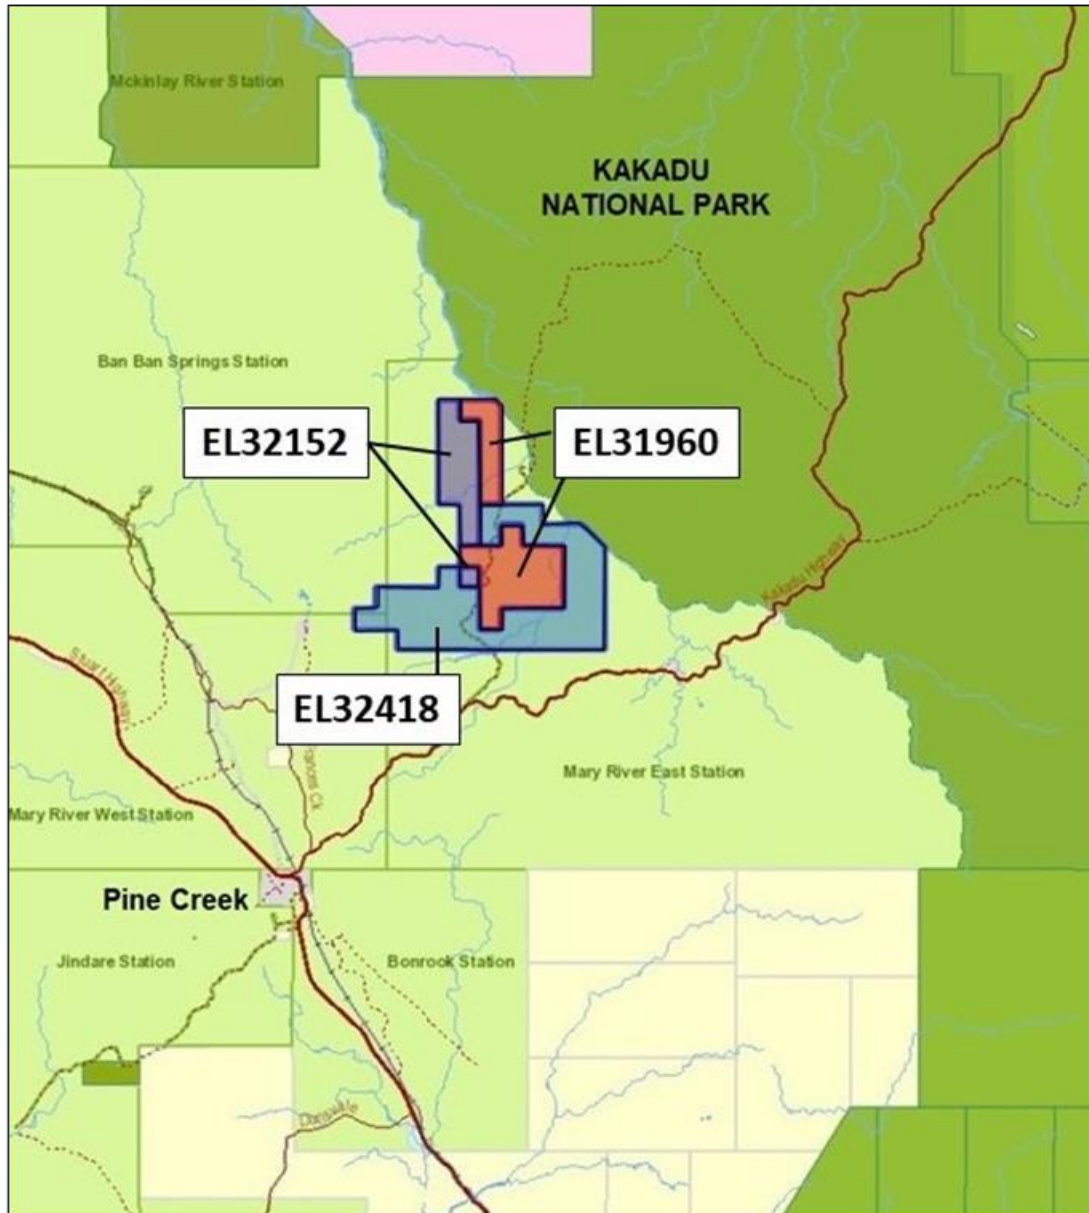 Mckinlay River Station
KAKADU
NATIONAL PARK
Ban Ban Springs Station
EL32152
EL31960
Kakadu Highway
EL32418
Stuart Highway
Mary River East Station
Mary River West Station
Pine Creek
Jindare Station
Bonrook Station